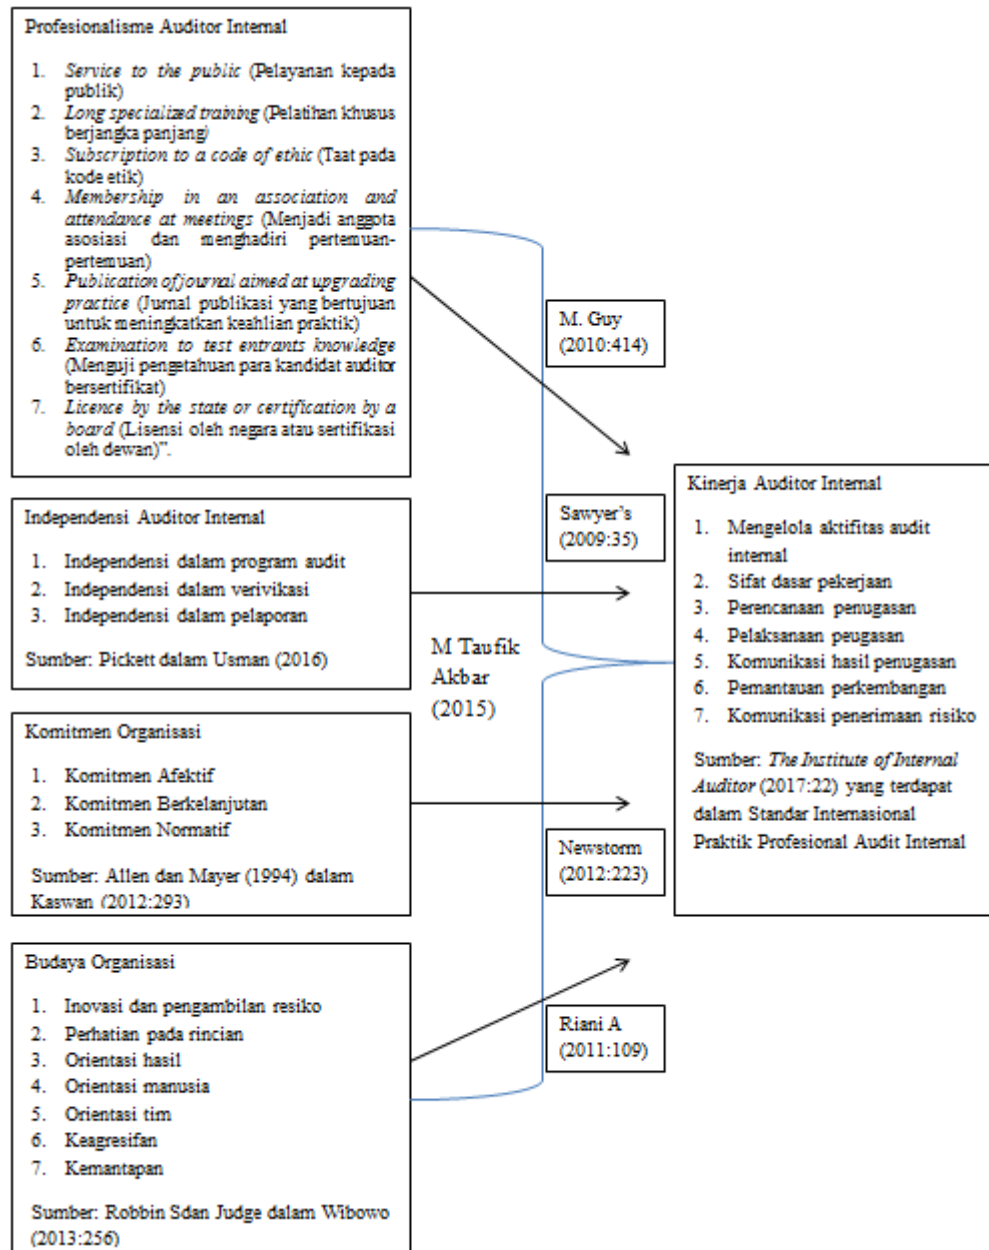 Profesionalisme Auditor Internal
1. Service to the public (Pelayanan kepada
publik)
2. Long specialized training (Pelatihan khusus
berjangka panjang)
3. Subscription to a code of ethic (Taat pada
kode etik)
4. Membership in an association and
attendance at meetings (Menjadi anggota
asosiasi dan menghadiri pertemuan-
pertemuan)
5. Publication of journal aimed at upgrading
practice (Jurnal publikasi yang bertujuan
untuk meningkatkan keahlian praktik)
6. Examination to test entrants knowledge
(Menguji pengetahuan para kandidat auditor
bersertifikat)
7. Licence by the state or certification by a
board (Lisensi oleh negara atau sertifikasi
oleh dewan)”.
Independensi Auditor Internal
1. Independensi dalam program audit
2. Independensi dalam verivikasi
3. Independensi dalam pelaporan
Sumber: Pickett dalam Usman (2016)
Komitmen Organisasi
1. Komitmen Afektif
2. Komitmen Berkelanjutan
3. Komitmen Normatif
Sumber: Allen dan Mayer (1994) dalam
Kaswan (2012:293)
Budaya Organisasi
1. Inovasi dan pengambilan resiko
2. Perhatian pada rincian
3. Orientasi hasil
4. Orientasi manusia
5. Orientasi tim
6. Keagresifan
7. Kemantapan
Sumber: Robbin Sdan Judge dalam Wibowo
(2013:256)
M. Guy
(2010:414)
Sawyer’s
(2009:35)
M Taufik
Akbar
(2015)
Newstorm
(2012:223)
Riani A
(2011:109)
Kinerja Auditor Internal
1. Mengelola aktifitas audit
internal
2. Sifat dasar pekerjaan
3. Perencanaan penugasan
4. Pelaksanaan peugasan
5. Komunikasi hasil penugasan
6. Pemantauan perkembangan
7. Komunikasi penerimaan risiko
Sumber: The Institute of Internal
Auditor (2017:22) yang terdapat
dalam Standar Internasional
Praktik Profesional Audit Internal